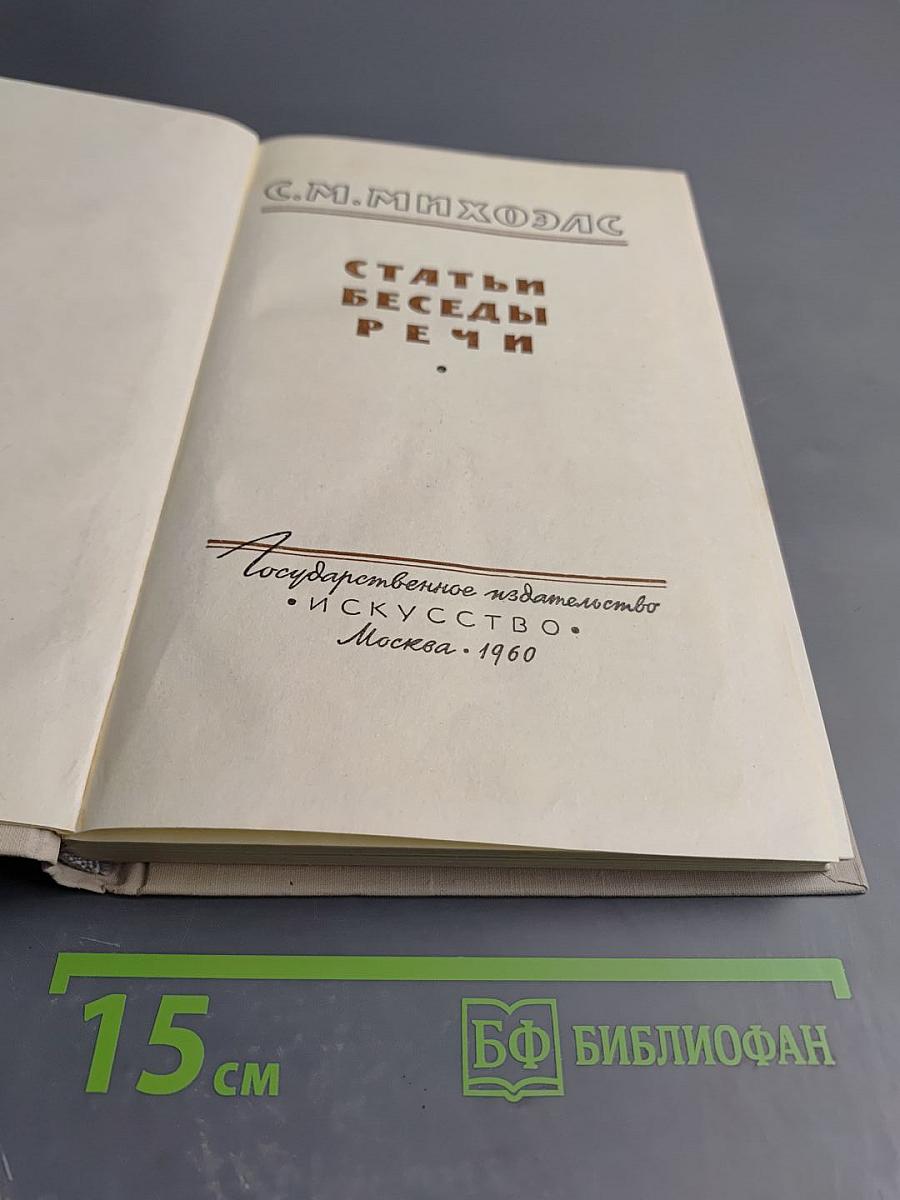 С.М.МИХОЭЛС
СТАТЬИ
БЕСЕДЫ
РЕЧИ
•
Государственное издательство
• ИСКУССТВО •
Москва • 1960
15 см
БФ БИБЛИОФАН